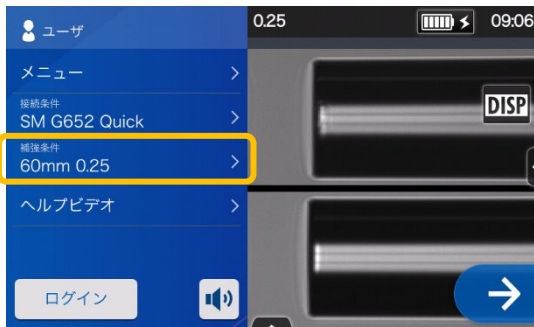 ユーザ
0.25
09:06
メニュー
接続条件
SM G652 Quick
DISP
補強条件
60mm 0.25
ヘルプビデオ
ログイン